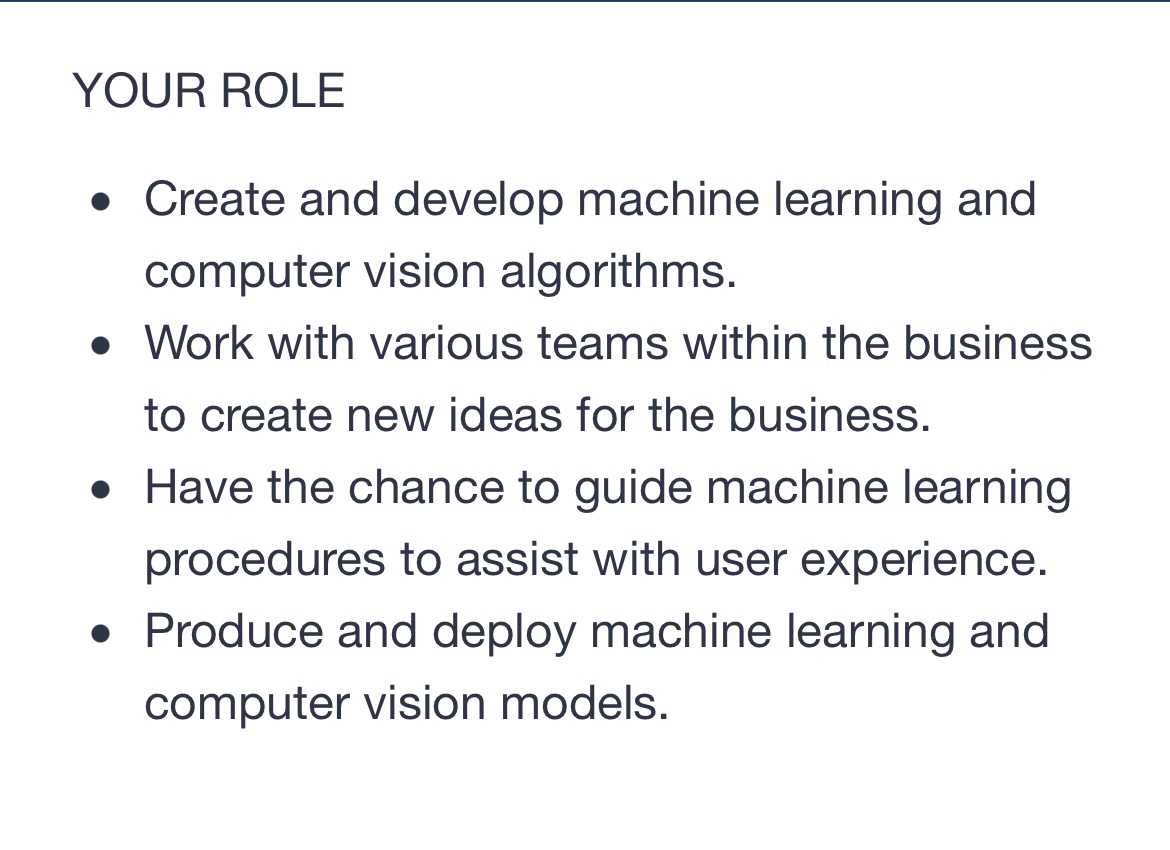 YOUR ROLE
● Create and develop machine learning and
computer vision algorithms.
● Work with various teams within the business
to create new ideas for the business.
● Have the chance to guide machine learning
procedures to assist with user experience.
● Produce and deploy machine learning and
computer vision models.